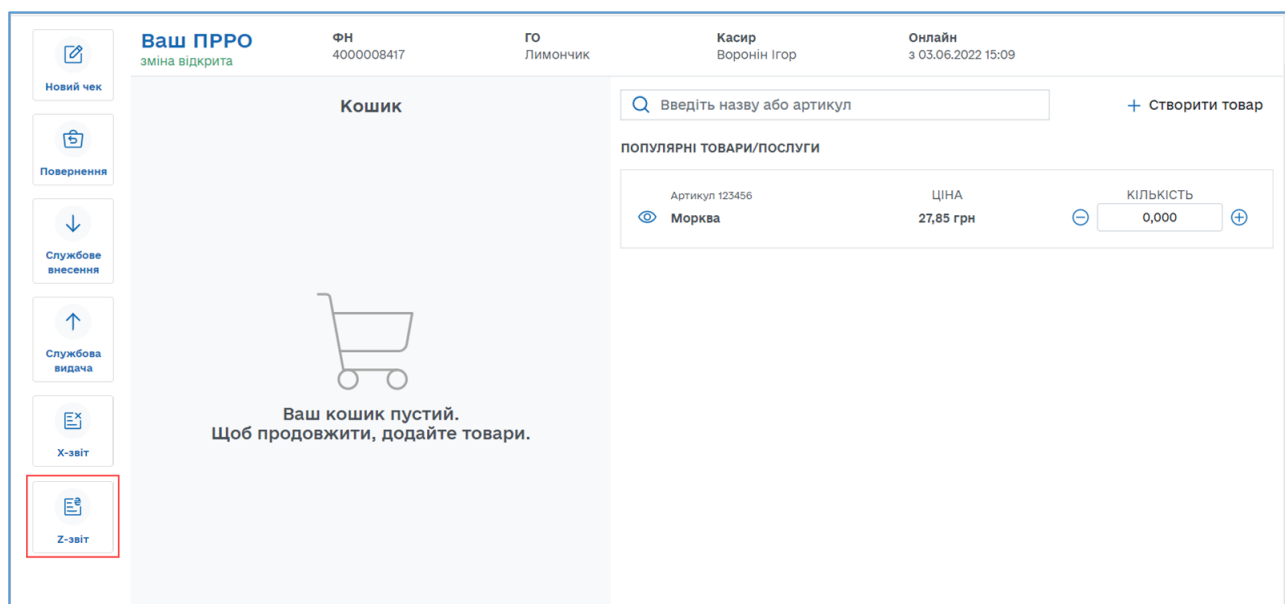 Новий чек
Повернення
Службове
внесення
Службова
видача
X-звіт
Z-звіт
Ваш ПРРО
зміна відкрита
ФН
4000008417
ГО
Лимончик
Касир
Воронін Ігор
Онлайн
з 03.06.2022 15:09
Кошик
Ваш кошик пустий.
Щоб продовжити, додайте товари.
Введіть назву або артикул
+ Створити товар
ПОПУЛЯРНІ ТОВАРИ/ПОСЛУГИ
Артикул 123456
Морква
ЦІНА
27,85 грн
КІЛЬКІСТЬ
0,000